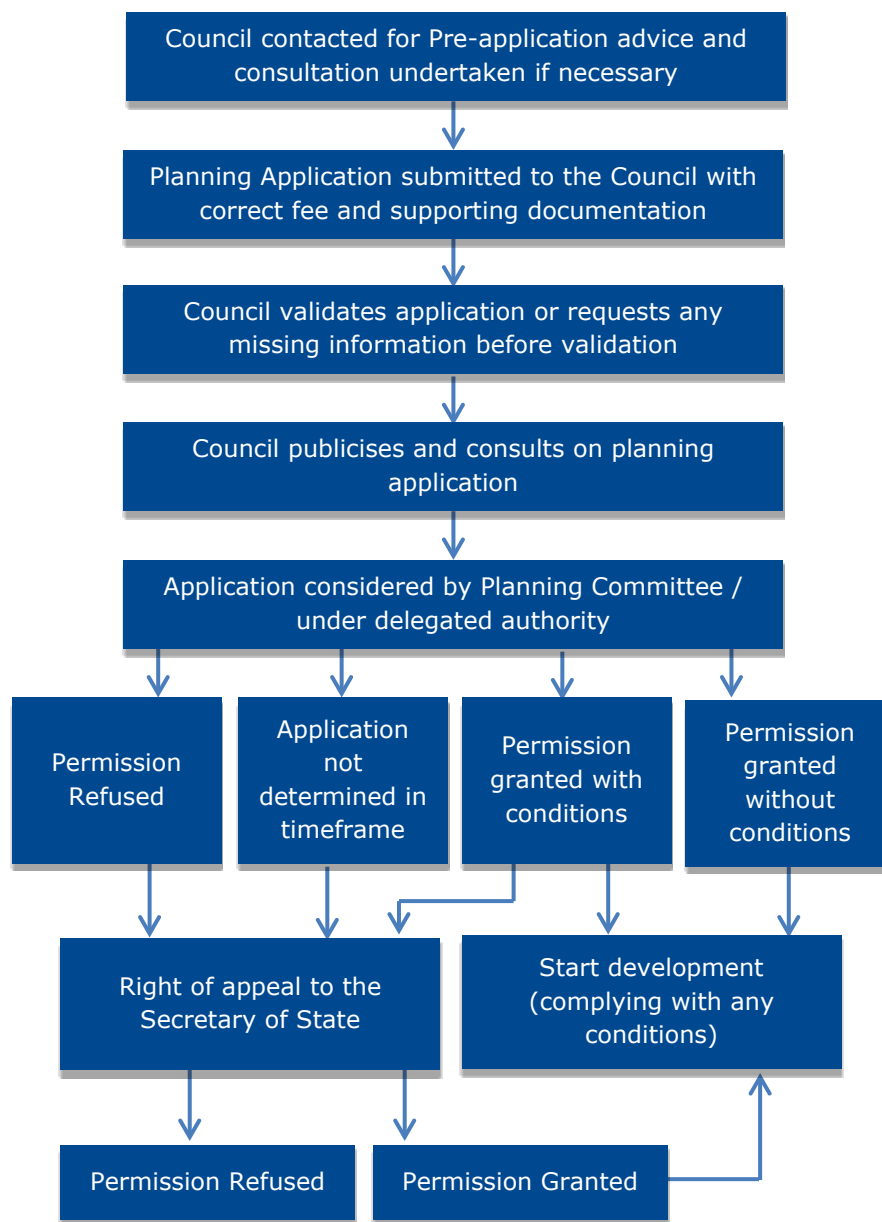 Council contacted for Pre-application advice and
consultation undertaken if necessary
Planning Application submitted to the Council with
correct fee and supporting documentation
Council validates application or requests any
missing information before validation
Council publicises and consults on planning
application
Application considered by Planning Committee /
under delegated authority
Permission
Refused
Application
not
determined in
timeframe
Permission
granted with
conditions
Permission
granted
without
conditions
Right of appeal to the
Secretary of State
Start development
(complying with any
conditions)
Permission Refused
Permission Granted